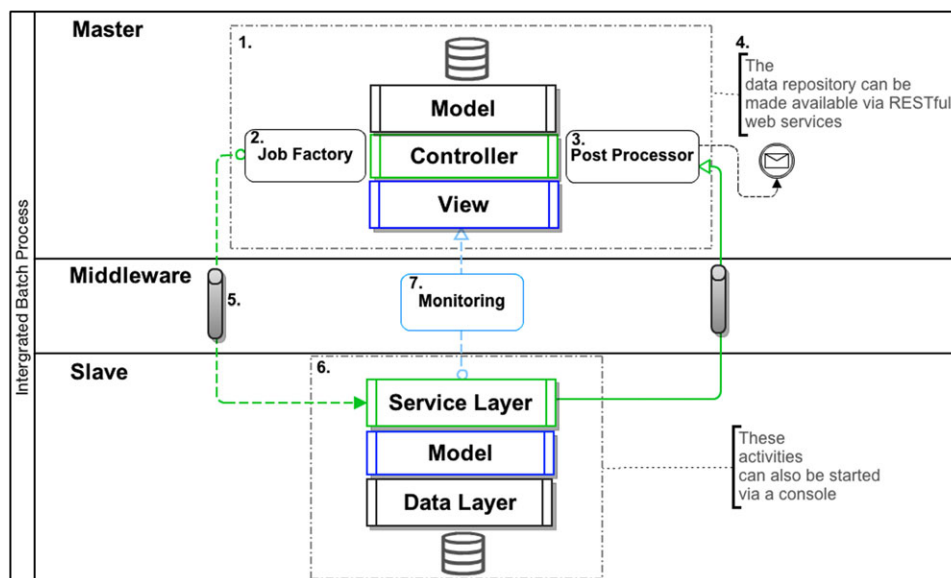 Intergrated Batch Process
Master
1.
Model
2.
Job Factory
Controller
3.
Post Processor
View
4.
The
data repository can be
made available via RESTful
web services
Middleware
5.
7.
Monitoring
Slave
6.
Service Layer
Model
Data Layer
These
activities
can also be started
via a console